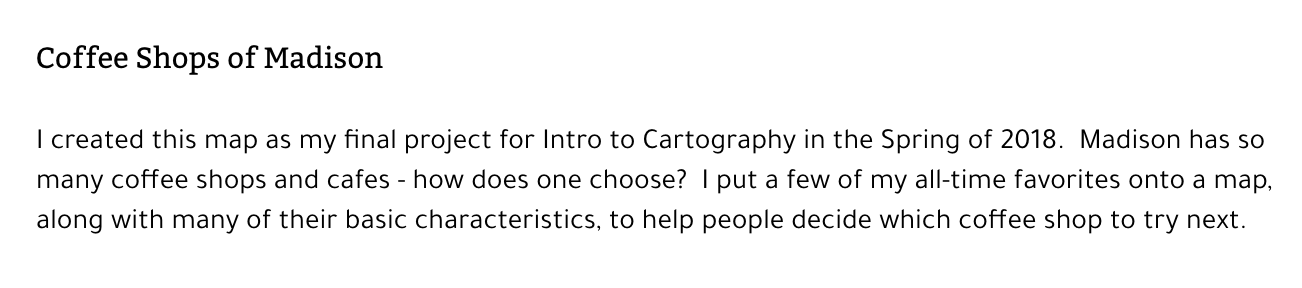 Coffee Shops of Madison
I created this map as my final project for Intro to Cartography in the Spring of 2018.  Madison has so
many coffee shops and cafes - how does one choose?  I put a few of my all-time favorites onto a map,
along with many of their basic characteristics, to help people decide which coffee shop to try next.